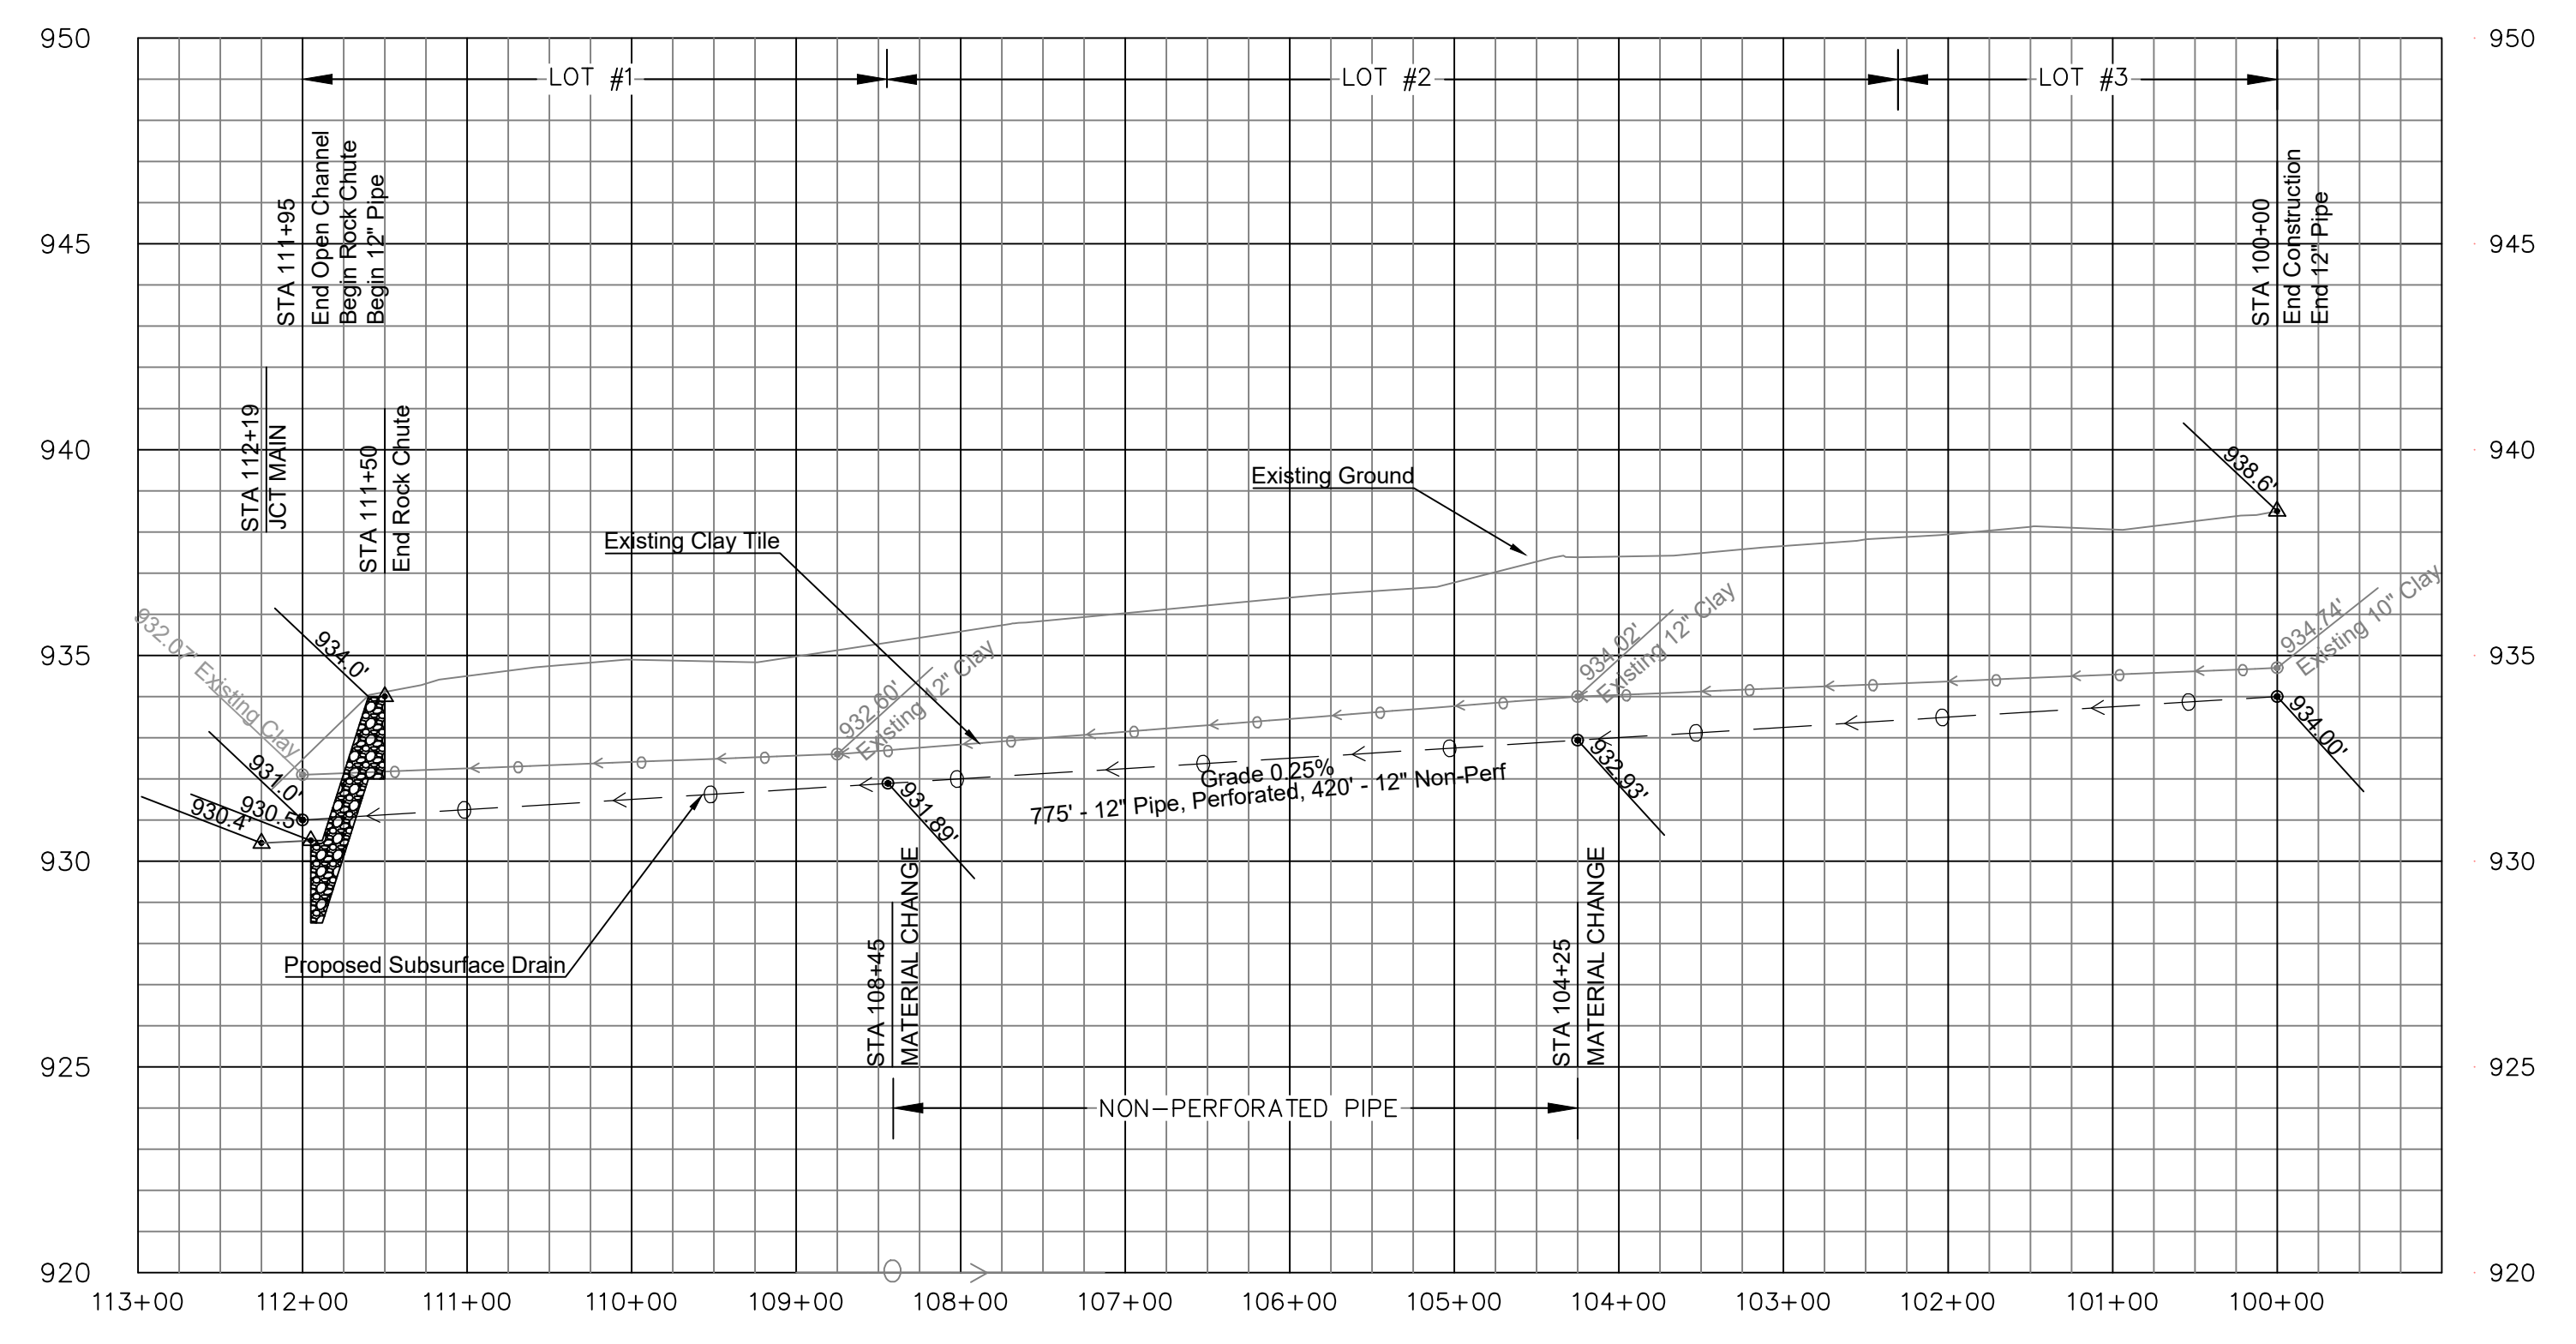 950
950
LOT #1
LOT #2
LOT #3
STA 111+95
End Open Channel
Begin Rock Chute
Begin 12" Pipe
STA 100+00
End Construction
End 12" Pipe
945
945
STA 112+19
JCT MAIN
STA 111+50
End Rock Chute
940
940
938.6'
Existing Ground
Existing Clay Tile
932.07' Existing Clay
934.0'
935
935
932.60'
Existing 12" Clay
934.02'
Existing 12" Clay
934.74'
Existing 10" Clay
931.0'
930.5'
930.4'
934.00'
932.93'
931.89'
Grade 0.25%
775' - 12" Pipe, Perforated, 420' - 12" Non-Perf
930
930
Proposed Subsurface Drain
STA 108+45
MATERIAL CHANGE
STA 104+25
MATERIAL CHANGE
925
925
NON-PERFORATED PIPE
920
920
113+00
112+00
111+00
110+00
109+00
108+00
107+00
106+00
105+00
104+00
103+00
102+00
101+00
100+00